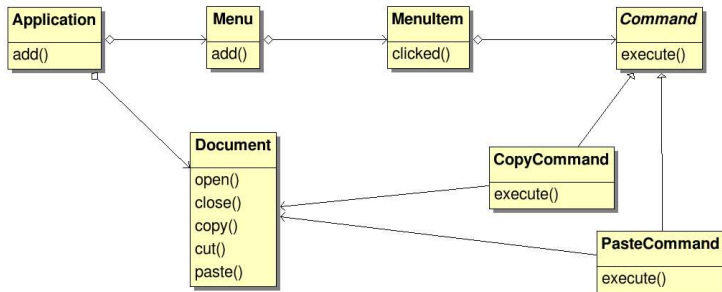 Application
add()
Menu
add()
MenuItem
clicked()
Command
execute()
Document
open()
close()
copy()
cut()
paste()
CopyCommand
execute()
PasteCommand
execute()